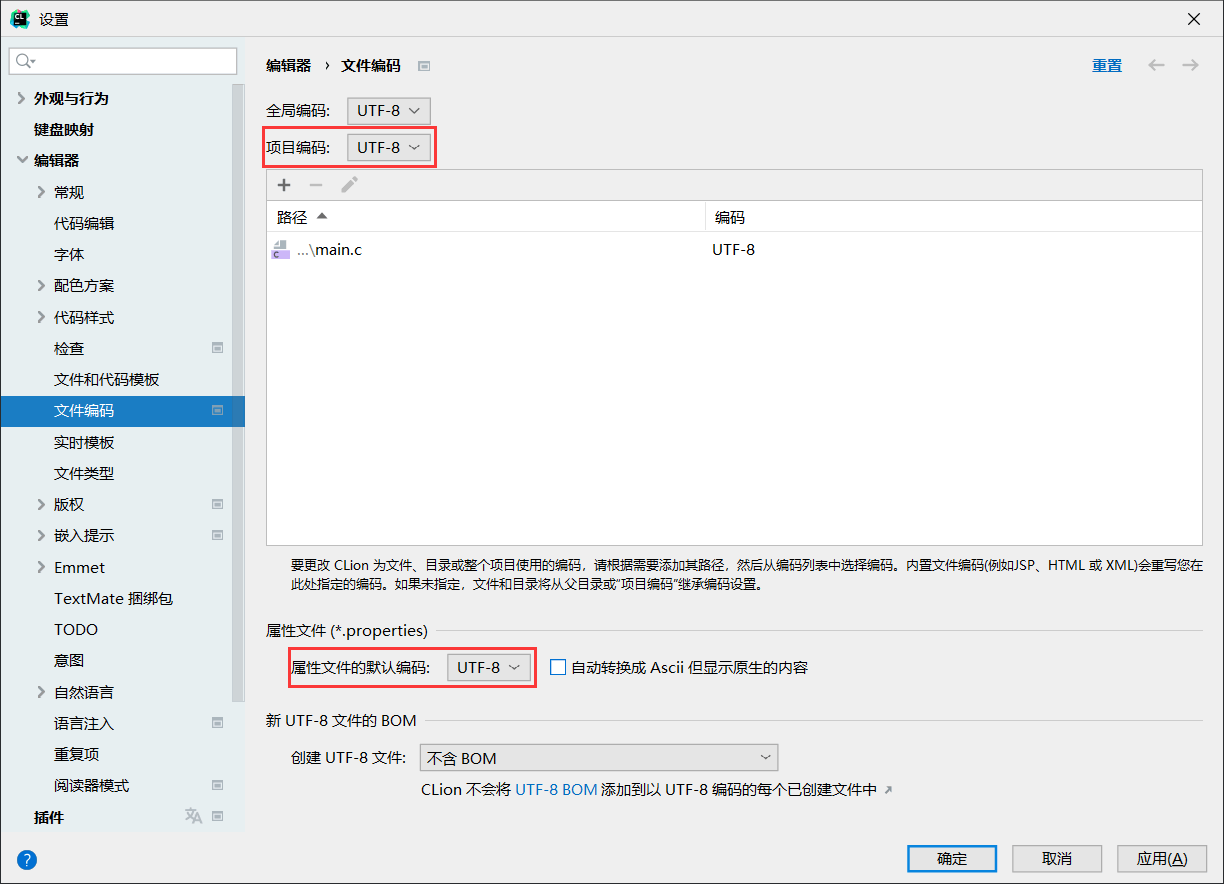 设置
外观与行为
键盘映射
编辑器
常规
代码编辑
字体
配色方案
代码样式
检查
文件和代码模板
文件编码
实时模板
文件类型
版权
嵌入提示
Emmet
TextMate 捆绑包
TODO
意图
自然语言
语言注入
重复项
阅读器模式
插件
编辑器 › 文件编码
重置
全局编码: UTF-8
项目编码: UTF-8
路径 编码
...\main.c UTF-8
要更改 CLion 为文件、目录或整个项目使用的编码，请根据需要添加其路径，然后从编码列表中选择编码。内置文件编码(例如JSP、HTML 或 XML)会重写您在
此处指定的编码。如果未指定，文件和目录将从父目录或"项目编码"继承编码设置。
属性文件 (*.properties)
属性文件的默认编码: UTF-8 自动转换成 Ascii 但显示原生的内容
新 UTF-8 文件的 BOM
创建 UTF-8 文件: 不含 BOM
CLion 不会将 UTF-8 BOM 添加到以 UTF-8 编码的每个已创建文件中
? 确定 取消 应用(A)